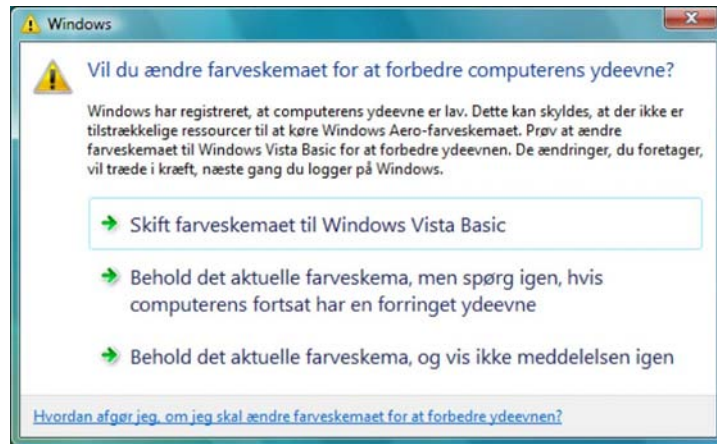 Windows
Vil du ændre farveskemaet for at forbedre computerens ydeevne?
Windows har registreret, at computerens ydeevne er lav. Dette kan skyldes, at der ikke er
tilstrækkelige ressourcer til at køre Windows Aero-farveskemaet. Prøv at ændre
farveskemaet til Windows Vista Basic for at forbedre ydeevnen. De ændringer, du foretager,
vil træde i kræft, næste gang du logger på Windows.
Skift farveskemaet til Windows Vista Basic
Behold det aktuelle farveskema, men spørg igen, hvis
computerens fortsat har en forringet ydeevne
Behold det aktuelle farveskema, og vis ikke meddelelsen igen
Hvordan afgør jeg, om jeg skal ændre farveskemaet for at forbedre ydeevnen?